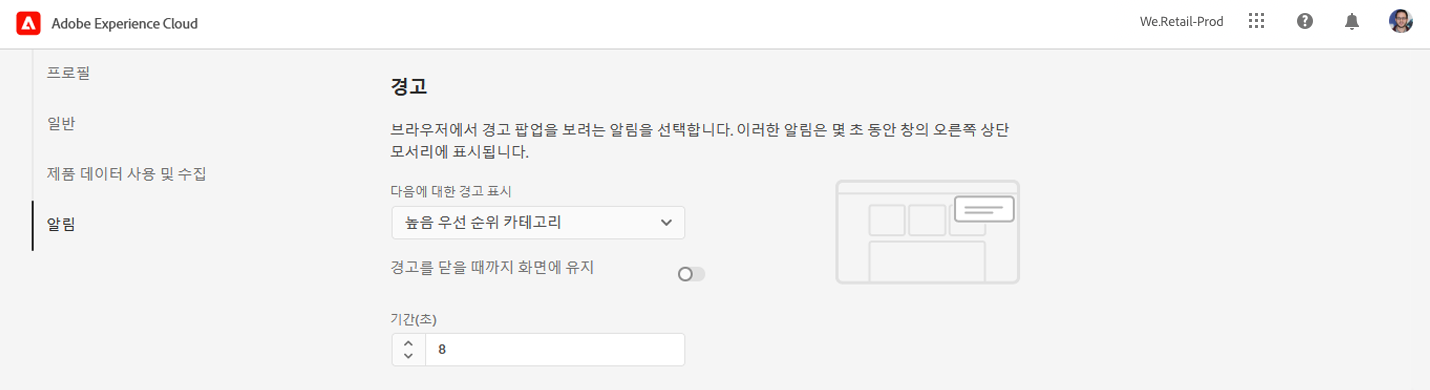 Adobe Experience Cloud
We.Retail-Prod
프로필
일반
제품 데이터 사용 및 수집
알림
경고
브라우저에서 경고 팝업을 보려는 알림을 선택합니다. 이러한 알림은 몇 초 동안 창의 오른쪽 상단
모서리에 표시됩니다.
다음에 대한 경고 표시
높음 우선 순위 카테고리
경고를 닫을 때까지 화면에 유지
기간(초)
8